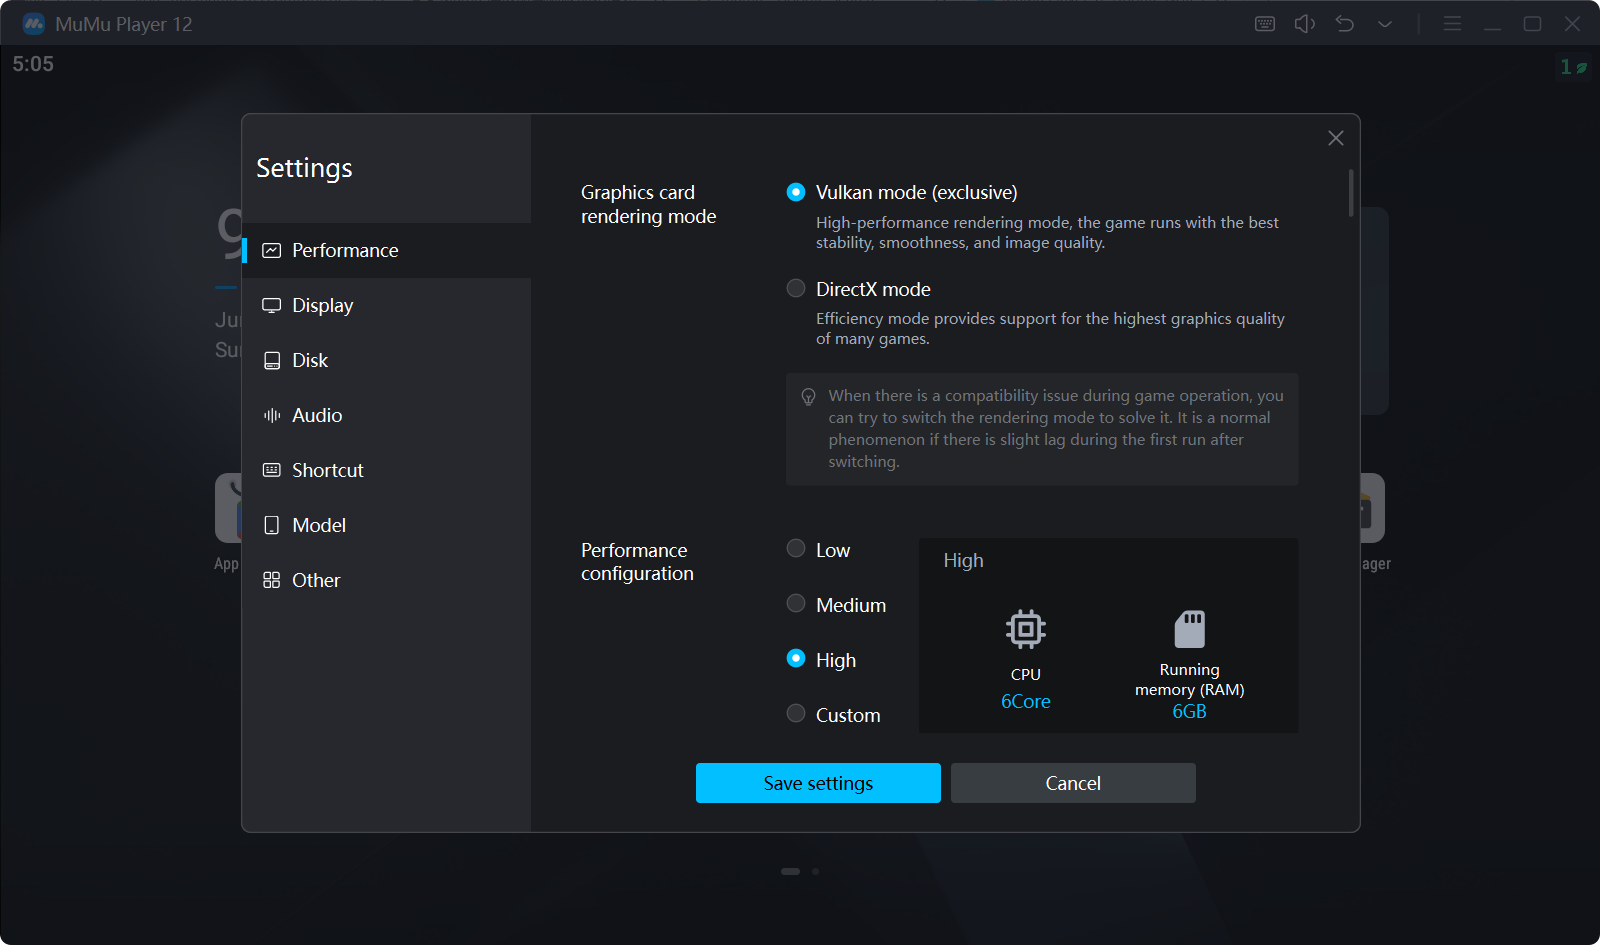 MuMu Player 12
5:05
1
Settings
Performance
Display
Disk
Audio
Shortcut
Model
Other
Graphics card
rendering mode
Vulkan mode (exclusive)
High-performance rendering mode, the game runs with the best
stability, smoothness, and image quality.
DirectX mode
Efficiency mode provides support for the highest graphics quality
of many games.
When there is a compatibility issue during game operation, you
can try to switch the rendering mode to solve it. It is a normal
phenomenon if there is slight lag during the first run after
switching.
Performance
configuration
Low
Medium
High
Custom
High
CPU
6Core
Running
memory (RAM)
6GB
Save settings
Cancel
App